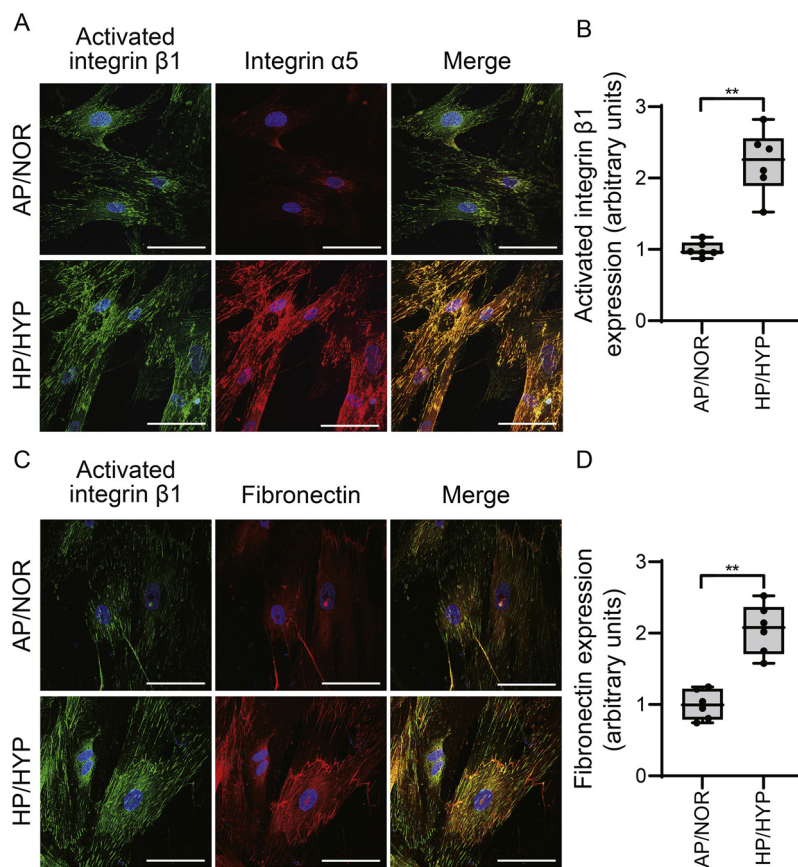 A
Activated
integrin β1
Integrin α5
Merge
AP/NOR
HP/HYP
B
Activated integrin β1
expression (arbitrary units)
3
2
1
0
**
AP/NOR
HP/HYP
C
Activated
integrin β1
Fibronectin
Merge
AP/NOR
HP/HYP
D
Fibronectin expression
(arbitrary units)
3
2
1
0
**
AP/NOR
HP/HYP